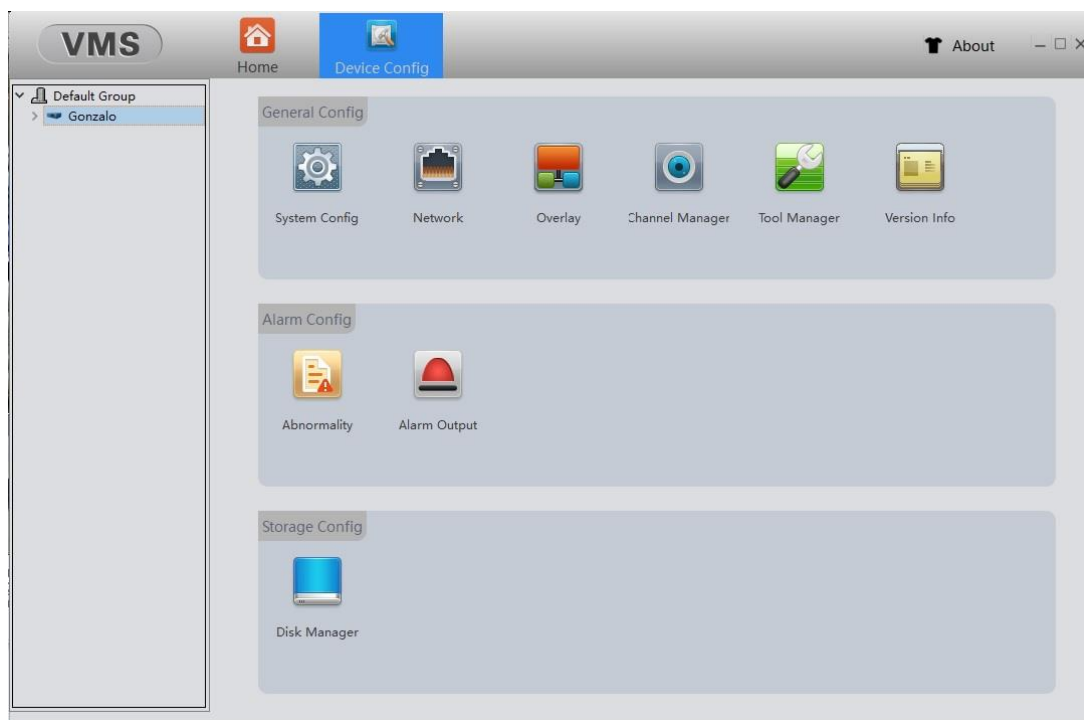 VMS
Home
Device Config
About
Default Group
Gonzalo
General Config
System Config
Network
Overlay
Channel Manager
Tool Manager
Version Info
Alarm Config
Abnormality
Alarm Output
Storage Config
Disk Manager